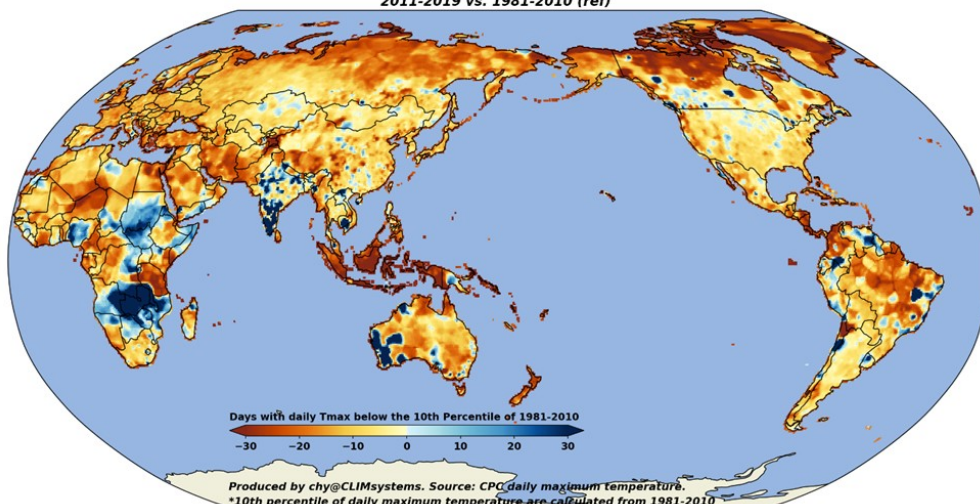 2011-2019 vs. 1981-2010 (ref)
Days with daily Tmax below the 10th Percentile of 1981-2010
−30 −20 −10 0 10 20 30
Produced by chy@CLIMsystems. Source: CPC daily maximum temperature.
*10th percentile of daily maximum temperature are calculated from 1981-2010